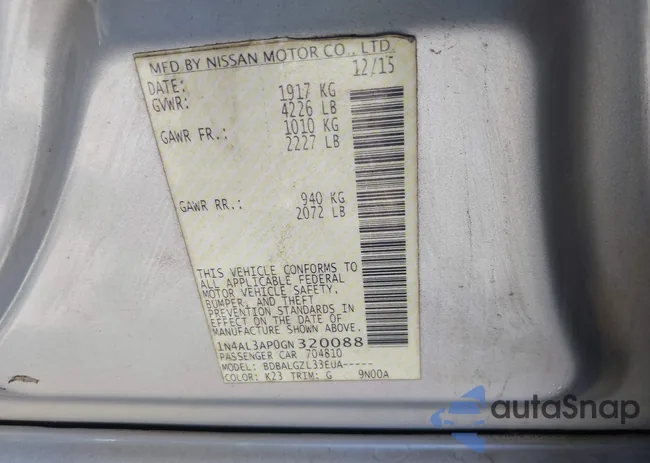 MFD BY NISSAN MOTOR CO., LTD.
DATE: 12/15
GVWR: 1917 KG
4226 LB
GAWR FR.: 1010 KG
2227 LB
GAWR RR.: 940 KG
2072 LB
THIS VEHICLE CONFORMS TO
ALL APPLICABLE FEDERAL
MOTOR VEHICLE SAFETY,
BUMPER, AND THEFT
PREVENTION STANDARDS IN
EFFECT ON THE DATE OF
MANUFACTURE SHOWN ABOVE.
1N4AL3AP0GN320088
PASSENGER CAR 704810
MODEL: BDBALGZL33EUA-----
COLOR: K23 TRIM: G 9N00A
autoSnap
POWERED BY